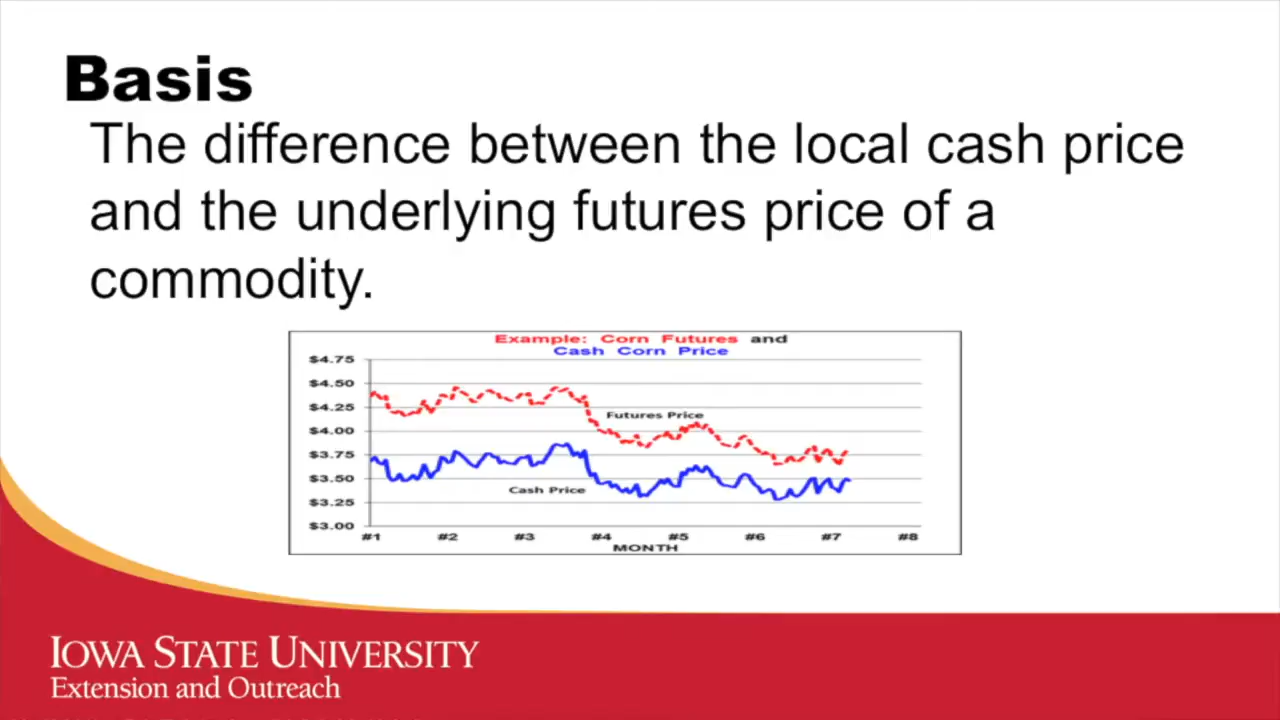 Basis
The difference between the local cash price
and the underlying futures price of a
commodity.
Example: Corn Futures and
Cash Corn Price
$4.75
$4.50
$4.25
$4.00
$3.75
$3.50
$3.25
$3.00
Futures Price
Cash Price
#1 #2 #3 #4 #5 #6 #7 #8
MONTH
IOWA STATE UNIVERSITY
Extension and Outreach